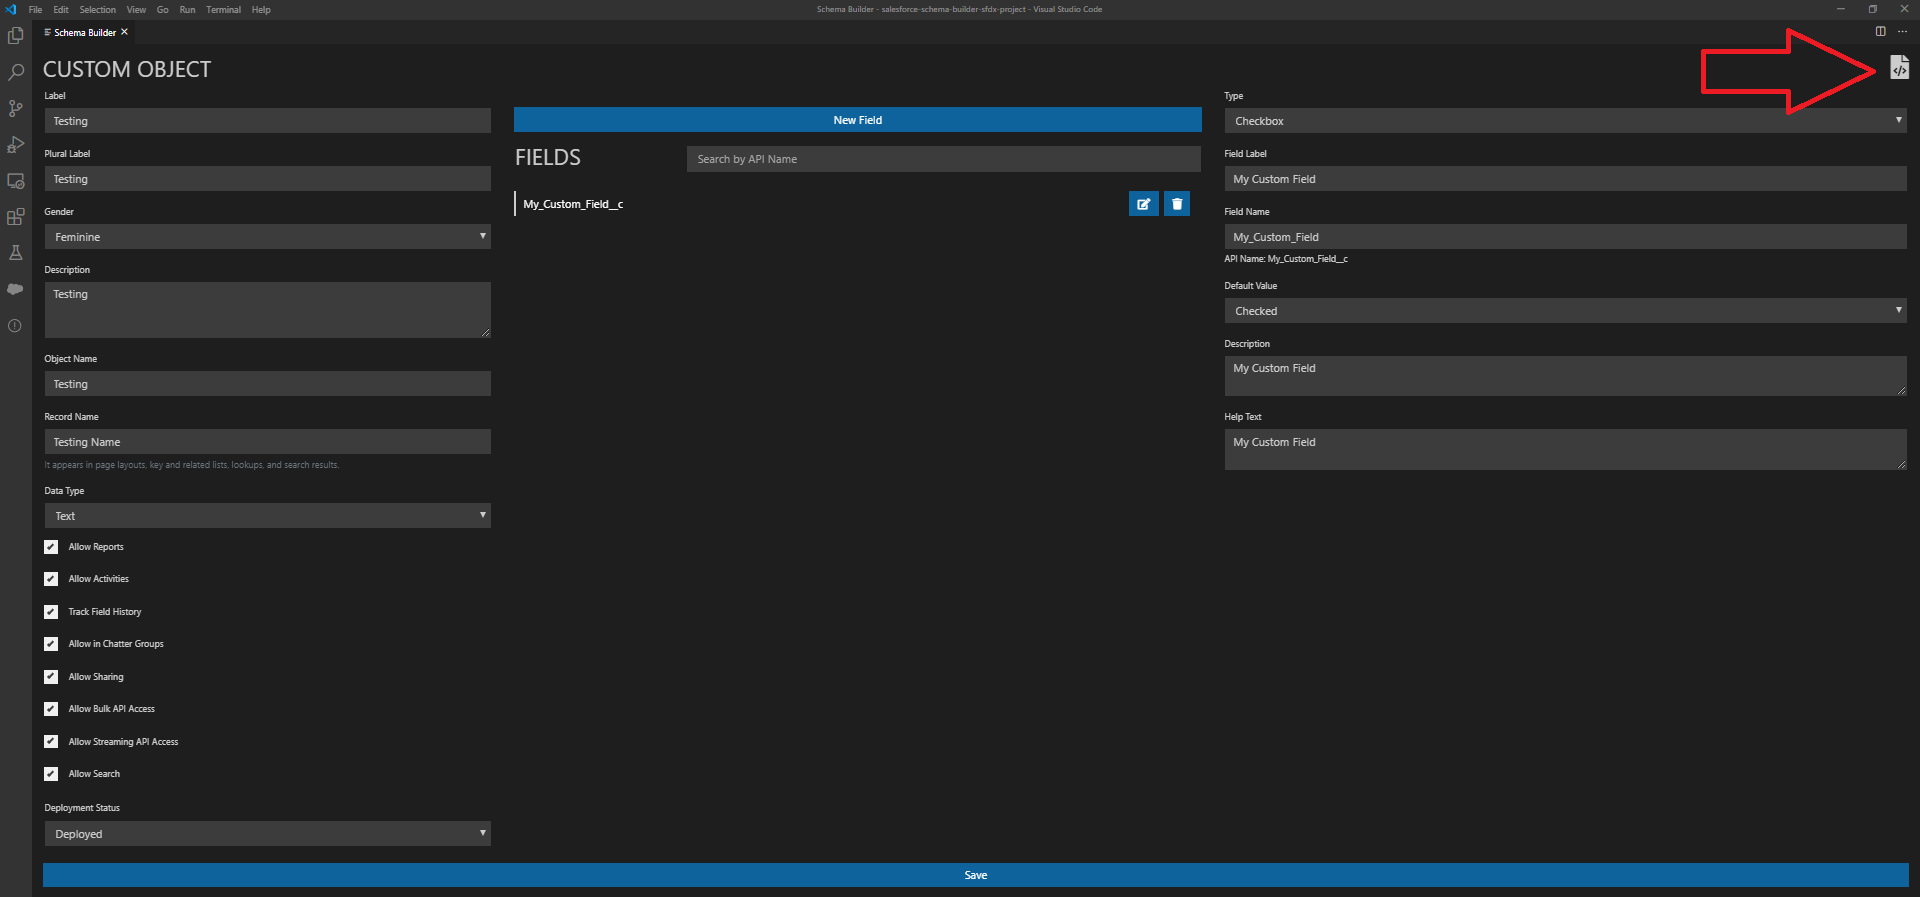 File Edit Selection View Go Run Terminal Help
Schema Builder - salesforce-schema-builder-sfdx-project - Visual Studio Code
Schema Builder
CUSTOM OBJECT
Label
Testing
Plural Label
Testing
Gender
Feminine
Description
Testing
Object Name
Testing
Record Name
Testing Name
It appears in page layouts, key and related lists, lookups, and search results.
Data Type
Text
Allow Reports
Allow Activities
Track Field History
Allow in Chatter Groups
Allow Sharing
Allow Bulk API Access
Allow Streaming API Access
Allow Search
Deployment Status
Deployed
New Field
FIELDS
Search by API Name
My_Custom_Field__c
Type
Checkbox
Field Label
My Custom Field
Field Name
My_Custom_Field
API Name: My_Custom_Field__c
Default Value
Checked
Description
My Custom Field
Help Text
My Custom Field
Save